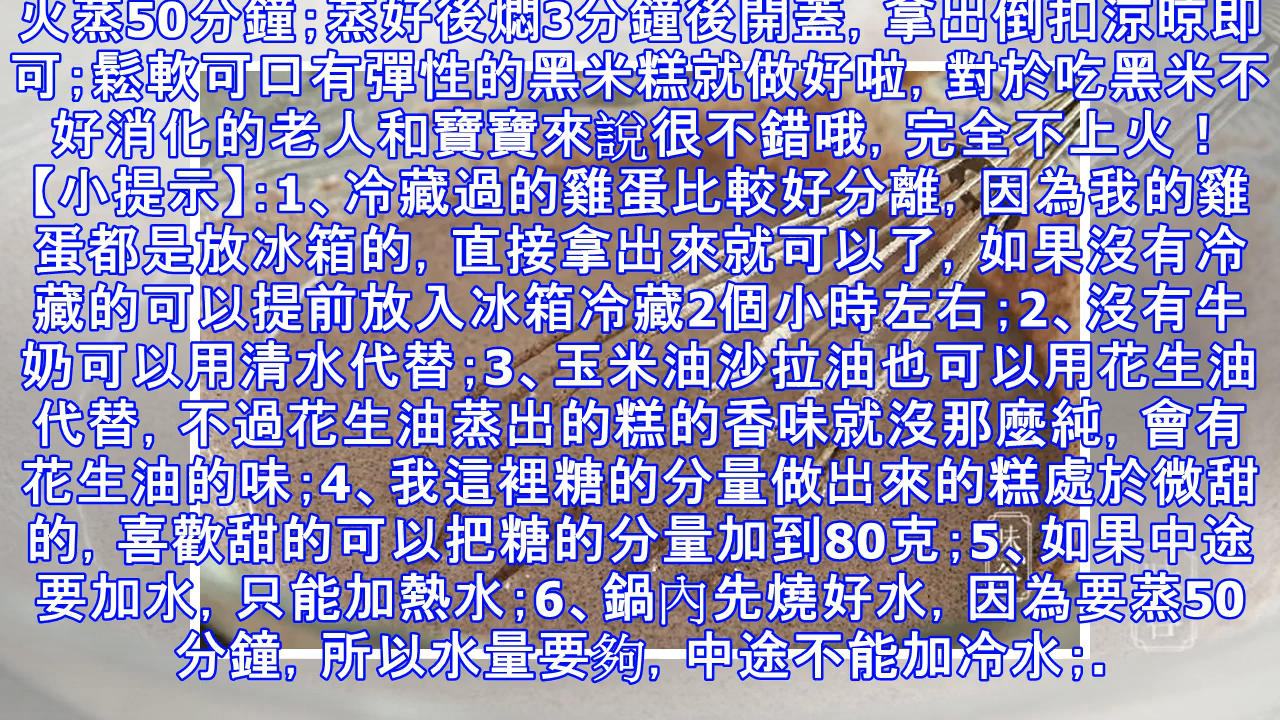 火蒸50分鐘;蒸好後燜3分鐘後開蓋, 拿出倒扣涼晾即
可;鬆軟可口有彈性的黑米糕就做好啦, 對於吃黑米不
好消化的老人和寶寶來說很不錯哦, 完全不上火！
【小提示】:1、冷藏過的雞蛋比較好分離, 因為我的雞
蛋都是放冰箱的, 直接拿出來就可以了, 如果沒有冷
藏的可以提前放入冰箱冷藏2個小時左右;2、沒有牛
奶可以用清水代替;3、玉米油沙拉油也可以用花生油
代替, 不過花生油蒸出的糕的香味就沒那麼純, 會有
花生油的味;4、我這裡糖的分量做出來的糕處於微甜
的, 喜歡甜的可以把糖的分量加到80克;5、如果中途
要加水, 只能加熱水;6、鍋內先燒好水, 因為要蒸50
分鐘, 所以水量要夠, 中途不能加冷水;.